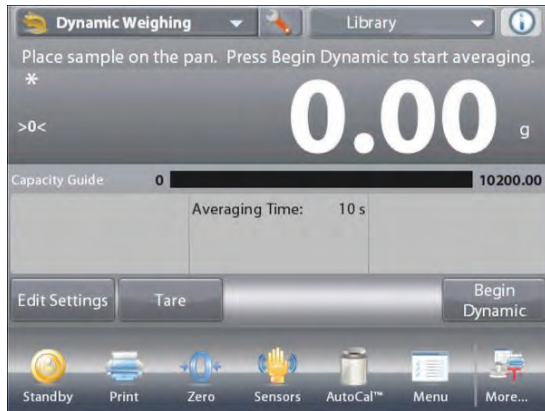 Dynamic Weighing Library
Place sample on the pan. Press Begin Dynamic to start averaging.
*
>0<
0.00 g
Capacity Guide 0 10200.00
Averaging Time: 10 s
Edit Settings Tare Begin Dynamic
Standby Print Zero Sensors AutoCal™ Menu More...